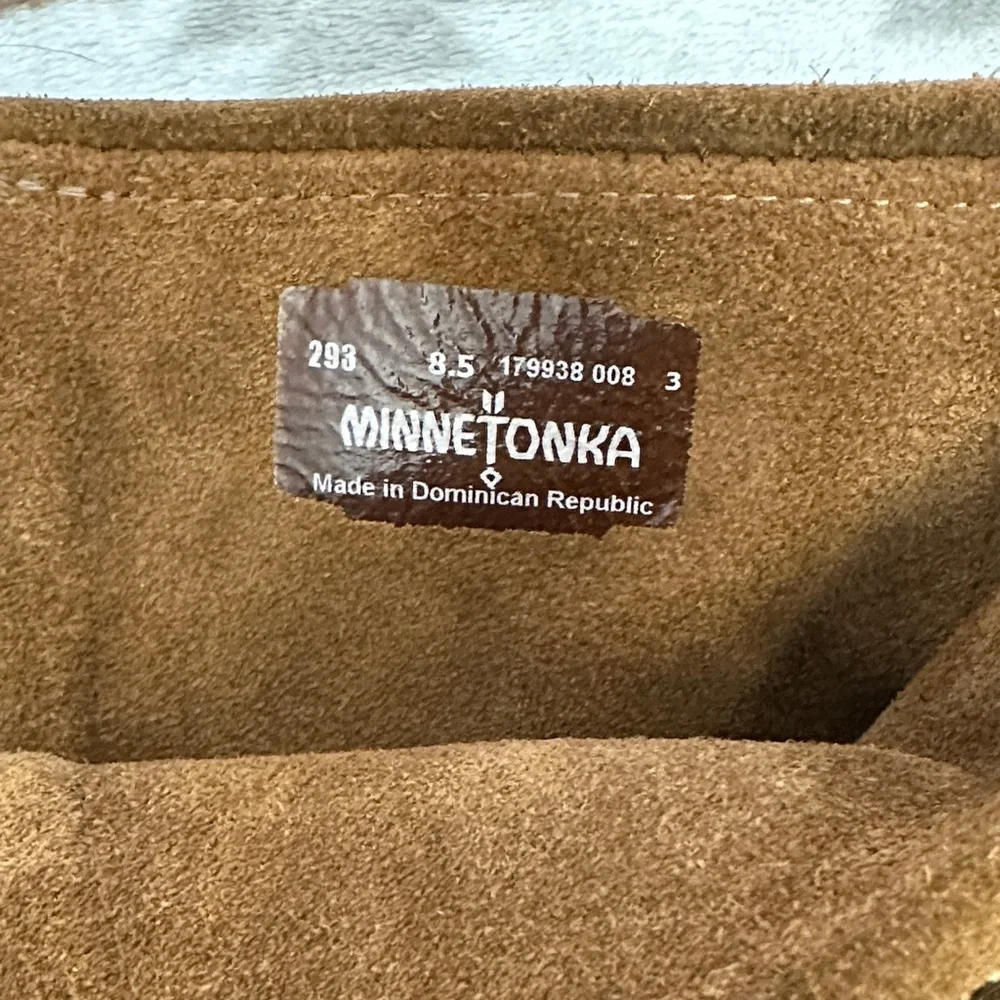 293 8.5 179938 008 3
MINNETONKA
Made in Dominican Republic